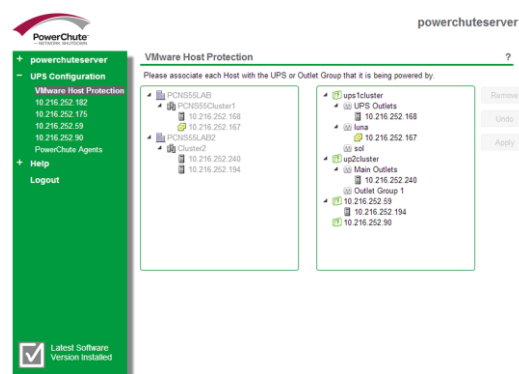 PowerChute
NETWORK SHUTDOWN
powerchuteserver
+ powerchuteserver
− UPS Configuration
VMware Host Protection
10.216.252.182
10.216.252.175
10.216.252.59
10.216.252.90
PowerChute Agents
+ Help
Logout
Latest Software
Version Installed
VMware Host Protection
?
Please associate each Host with the UPS or Outlet Group that it is being powered by.
PCNS55LAB
PCNS55Cluster1
10.216.252.168
10.216.252.167
PCNS55LAB2
Cluster2
10.216.252.240
10.216.252.194
ups1cluster
UPS Outlets
10.216.252.168
luna
10.216.252.167
sol
up2cluster
Main Outlets
10.216.252.240
Outlet Group 1
10.216.252.59
10.216.252.194
10.216.252.90
Remove
Undo
Apply